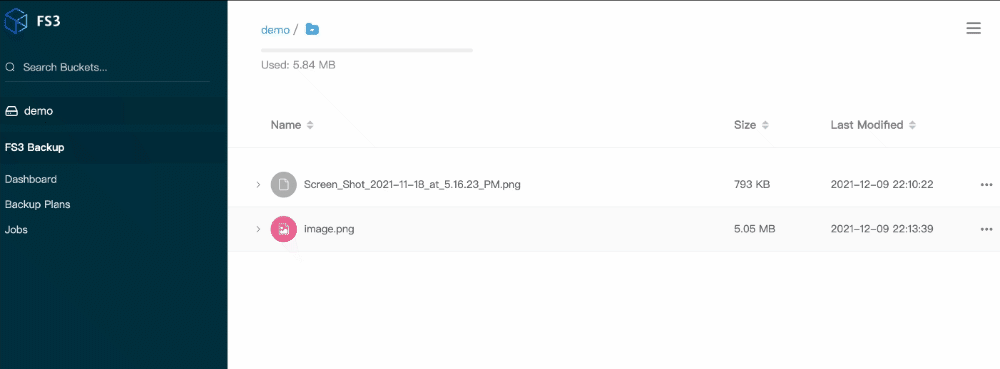 FS3
Search Buckets...
demo
FS3 Backup
Dashboard
Backup Plans
Jobs
demo /
Used: 5.84 MB
Name Size Last Modified
Screen_Shot_2021-11-18_at_5.16.23_PM.png 793 KB 2021-12-09 22:10:22
image.png 5.05 MB 2021-12-09 22:13:39